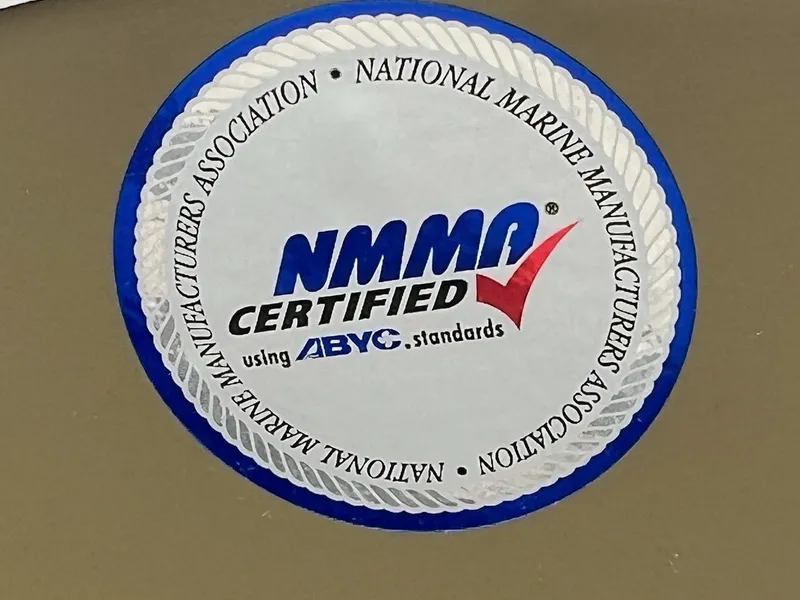 NATIONAL MARINE MANUFACTURERS ASSOCIATION • NATIONAL MARINE MANUFACTURERS ASSOCIATION •
NMMA®
CERTIFIED
using ABYC. standards